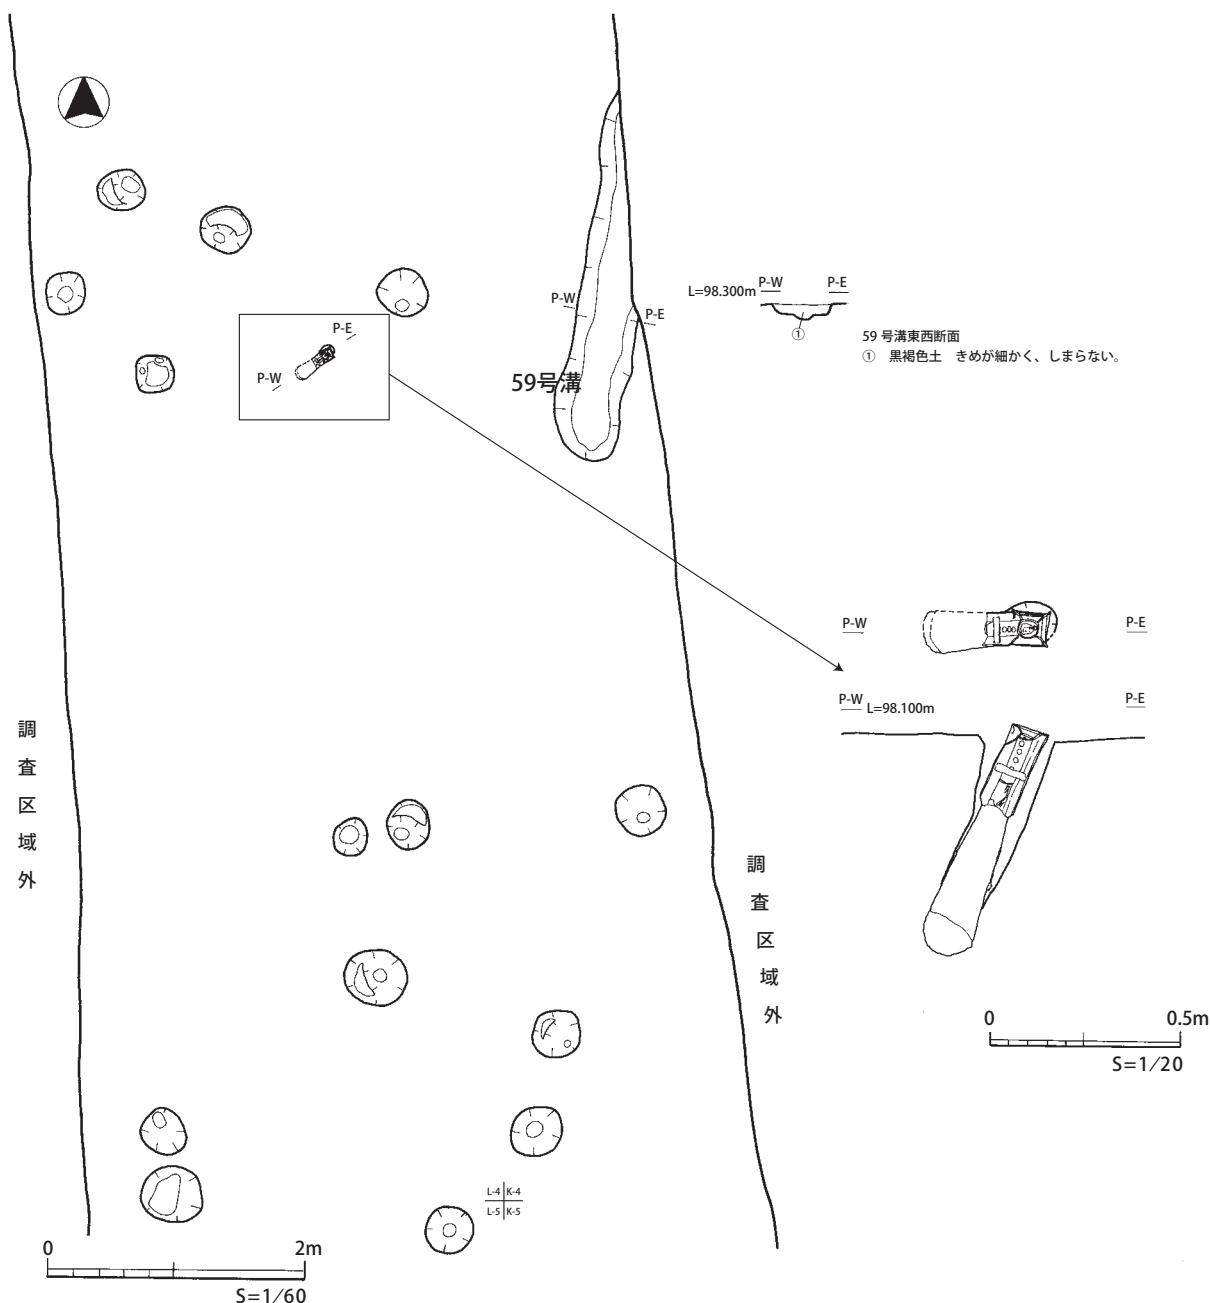 P-W
P-E
L=98.300m
P-W
P-E
①
59 号溝東西断面
① 黒褐色土 きめが細かく、しまらない。
P-E
P-W
59号溝
P-W
P-E
P-W
L=98.100m
P-E
調査区域外
調査区域外
0
0.5m
S=1/20
L-4
K-4
L-5
K-5
0
2m
S=1/60